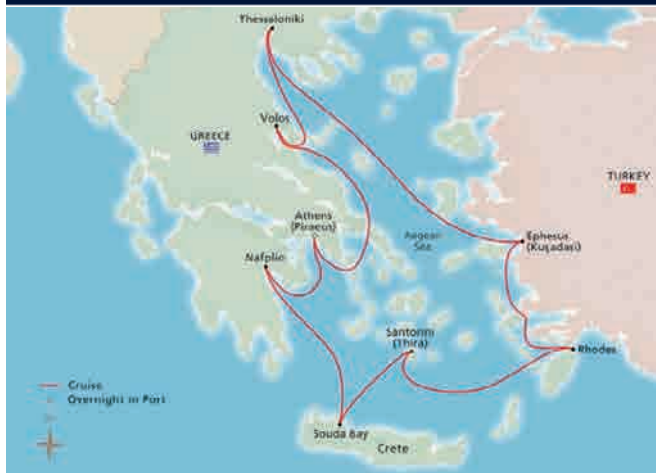 Thessaloniki
Volos
GREECE
TURKEY
Athens
(Piraeus)
Aegean
Sea
Ephesus
(Kuşadası)
Nafplio
Santorini
(Thira)
Rhodes
Cruise
Overnight in Port
Souda Bay
Crete